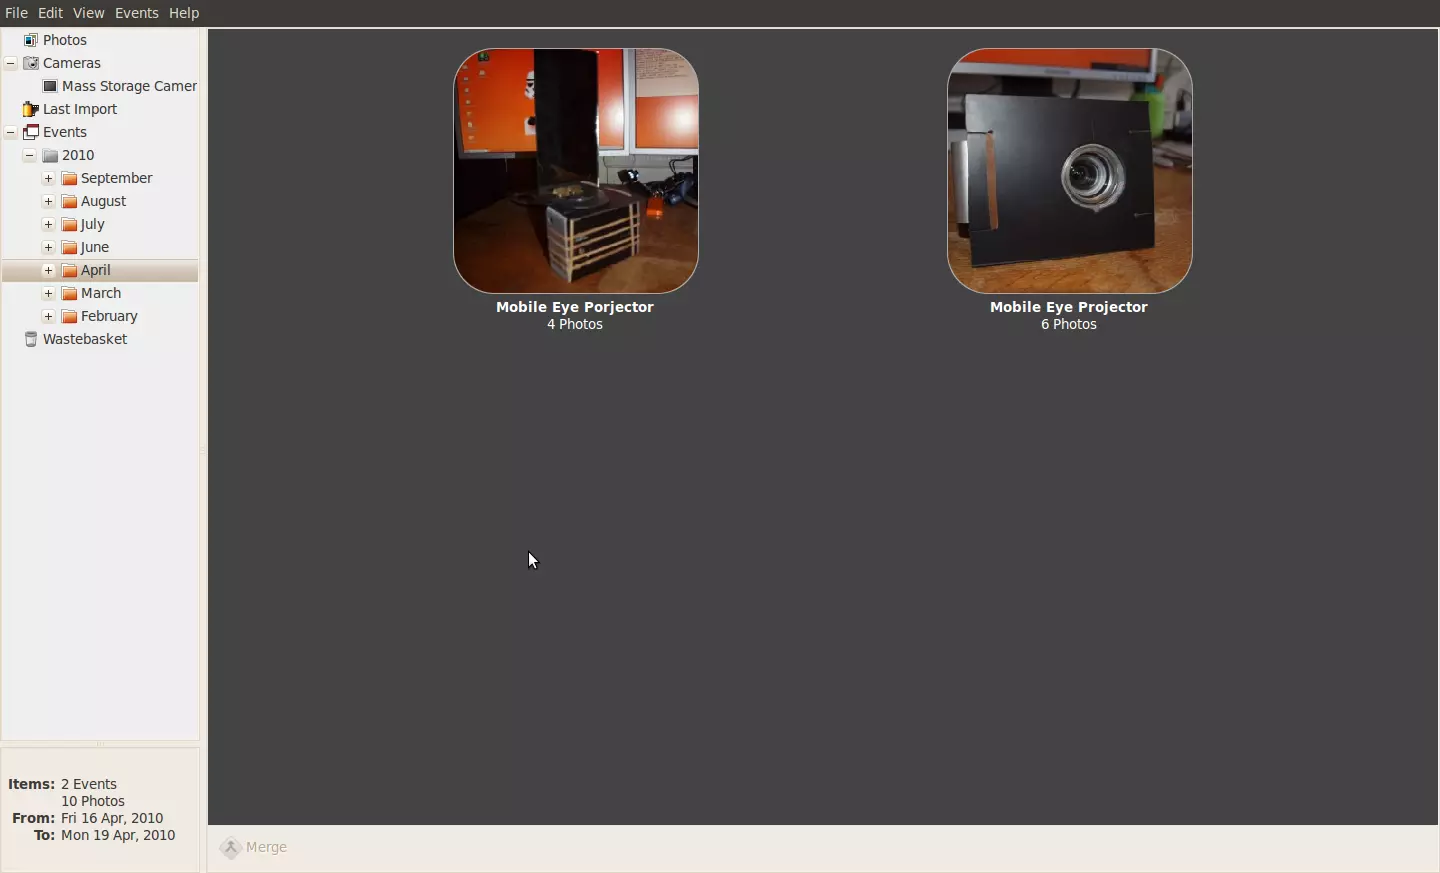 File Edit View Events Help
Photos
Cameras
Mass Storage Camer
Last Import
Events
2010
September
August
July
June
April
March
February
Wastebasket
Mobile Eye Porjector
4 Photos
Mobile Eye Projector
6 Photos
Items: 2 Events
10 Photos
From: Fri 16 Apr, 2010
To: Mon 19 Apr, 2010
Merge